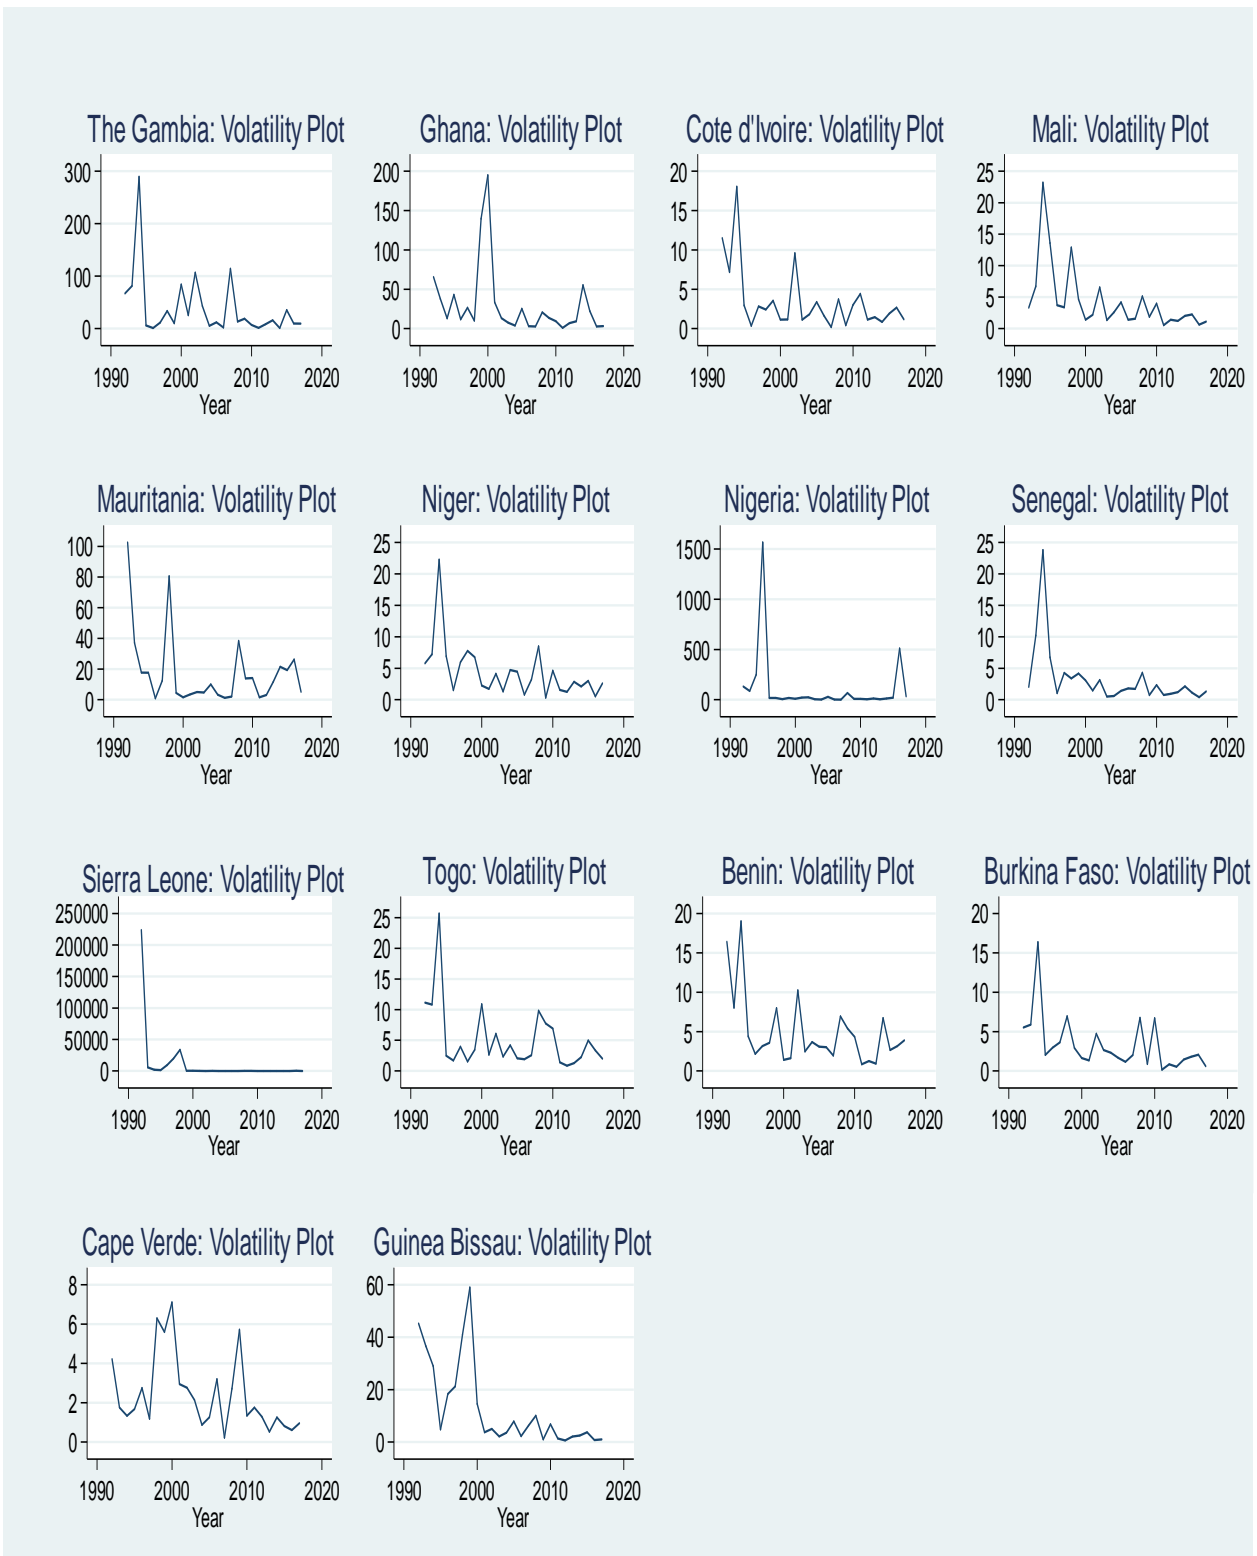 The Gambia: Volatility Plot
300
200
100
0
1990 2000 2010 2020
Year
Ghana: Volatility Plot
200
150
100
50
0
1990 2000 2010 2020
Year
Cote d'Ivoire: Volatility Plot
20
15
10
5
0
1990 2000 2010 2020
Year
Mali: Volatility Plot
25
20
15
10
5
0
1990 2000 2010 2020
Year
Mauritania: Volatility Plot
100
80
60
40
20
0
1990 2000 2010 2020
Year
Niger: Volatility Plot
25
20
15
10
5
0
1990 2000 2010 2020
Year
Nigeria: Volatility Plot
1500
1000
500
0
1990 2000 2010 2020
Year
Senegal: Volatility Plot
25
20
15
10
5
0
1990 2000 2010 2020
Year
Sierra Leone: Volatility Plot
250000
200000
150000
100000
50000
0
1990 2000 2010 2020
Year
Togo: Volatility Plot
25
20
15
10
5
0
1990 2000 2010 2020
Year
Benin: Volatility Plot
20
15
10
5
0
1990 2000 2010 2020
Year
Burkina Faso: Volatility Plot
20
15
10
5
0
1990 2000 2010 2020
Year
Cape Verde: Volatility Plot
8
6
4
2
0
1990 2000 2010 2020
Year
Guinea Bissau: Volatility Plot
60
40
20
0
1990 2000 2010 2020
Year